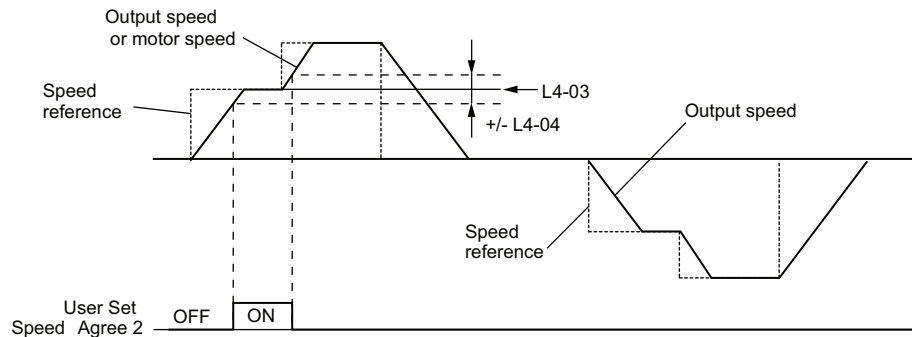 Output speed
or motor speed
Speed
reference
L4-03
+/- L4-04
Output speed
Speed
reference
User Set
Speed Agree 2
OFF
ON